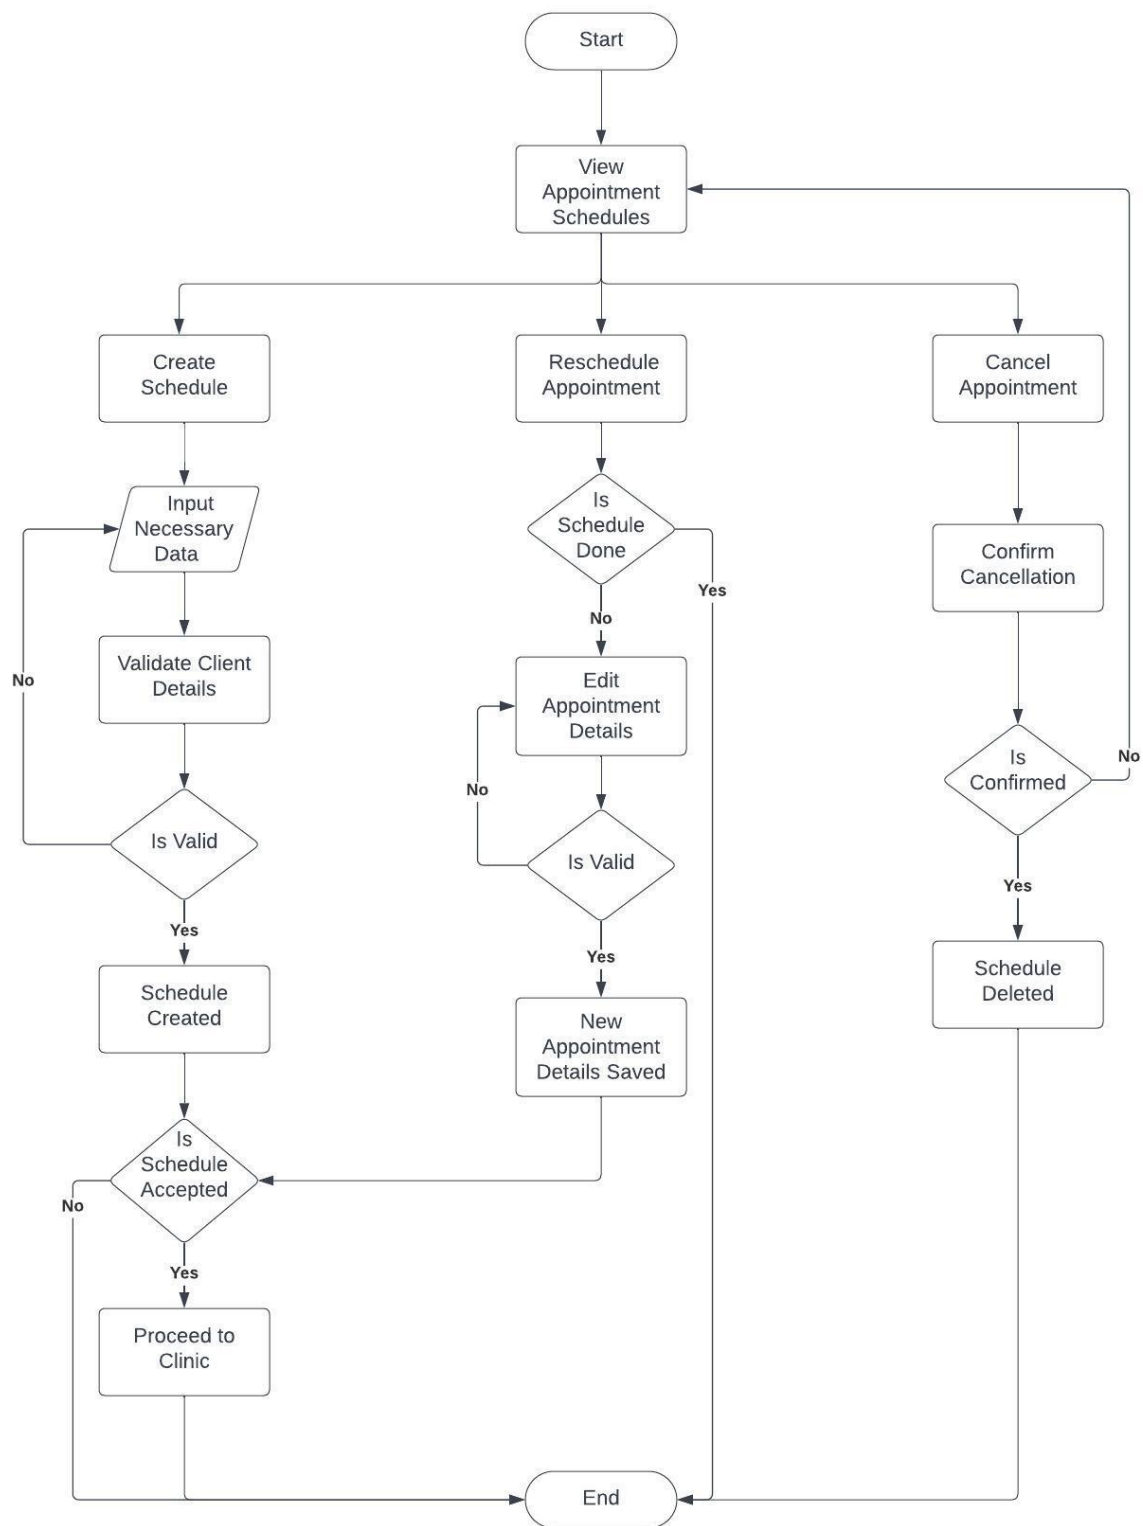 Start
View
Appointment
Schedules
Create
Schedule
Reschedule
Appointment
Cancel
Appointment
Input
Necessary
Data
Is
Schedule
Done
Confirm
Cancellation
Yes
No
Validate Client
Details
No
Edit
Appointment
Details
Is
Confirmed
No
No
Is Valid
Is Valid
Yes
Yes
Yes
Schedule
Created
Schedule
Deleted
New
Appointment
Details Saved
Is
Schedule
Accepted
No
Yes
Proceed to
Clinic
End